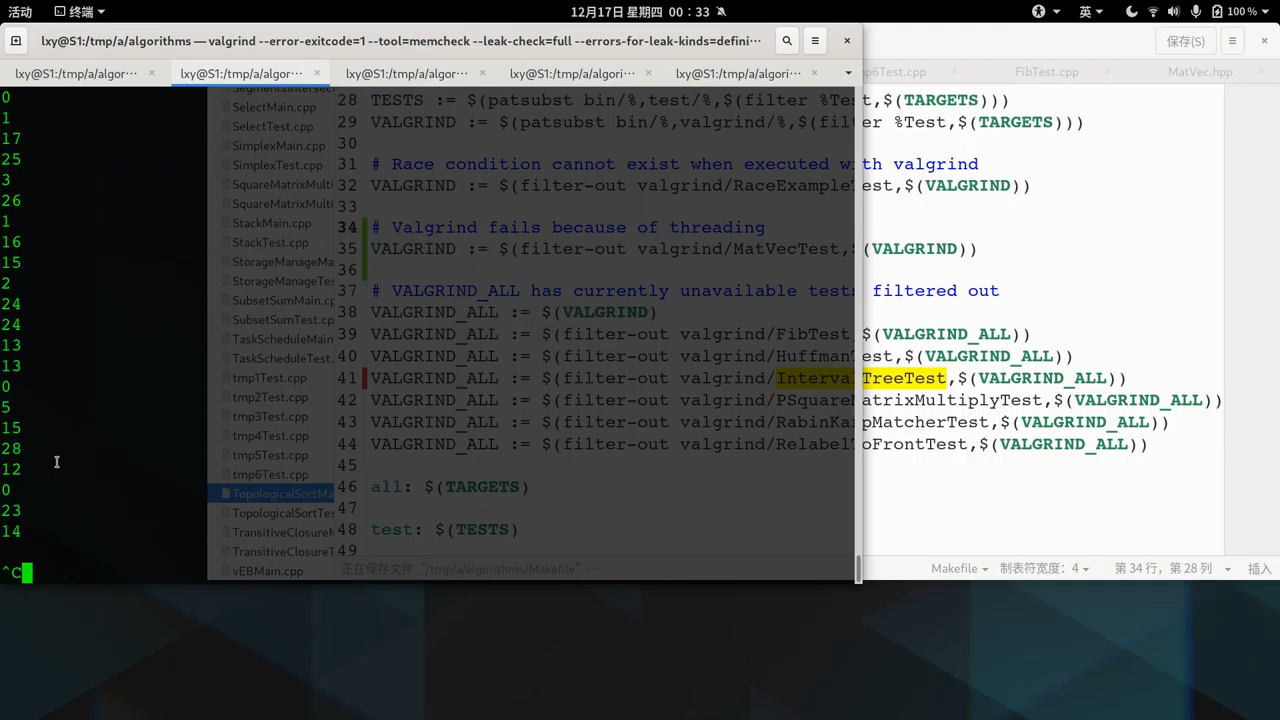 活动
终端
12月17日 星期四 00：33
英
100 %
lxy@S1:/tmp/a/algorithms — valgrind --error-exitcode=1 --tool=memcheck --leak-check=full --errors-for-leak-kinds=defini…
保存(S)
lxy@S1:/tmp/a/algor…
lxy@S1:/tmp/a/algor…
lxy@S1:/tmp/a/algor…
lxy@S1:/tmp/a/algori…
lxy@S1:/tmp/a/algori…
p6Test.cpp
FibTest.cpp
MatVec.hpp
0
1
17
25
3
26
1
16
15
2
24
24
13
13
0
5
15
28
12
0
23
14
^C
SegmentsIntersec
SelectMain.cpp
SelectTest.cpp
SimplexMain.cpp
SimplexTest.cpp
SquareMatrixMulti
SquareMatrixMulti
StackMain.cpp
StackTest.cpp
StorageManageMa
StorageManageTes
SubsetSumMain.cp
SubsetSumTest.cp
TaskScheduleMain
TaskScheduleTest.
tmp1Test.cpp
tmp2Test.cpp
tmp3Test.cpp
tmp4Test.cpp
tmp5Test.cpp
tmp6Test.cpp
TopologicalSortMa
TopologicalSortTes
TransitiveClosureM
TransitiveClosureT
vEBMain.cpp
28 TESTS := $(patsubst bin/%,test/%,$(filter %Test,$(TARGETS)))
29 VALGRIND := $(patsubst bin/%,valgrind/%,$(filter %Test,$(TARGETS)))
30
31 # Race condition cannot exist when executed with valgrind
32 VALGRIND := $(filter-out valgrind/RaceExampleTest,$(VALGRIND))
33
34 # Valgrind fails because of threading
35 VALGRIND := $(filter-out valgrind/MatVecTest,$(VALGRIND))
36
37 # VALGRIND_ALL has currently unavailable tests filtered out
38 VALGRIND_ALL := $(VALGRIND)
39 VALGRIND_ALL := $(filter-out valgrind/FibTest,$(VALGRIND_ALL))
40 VALGRIND_ALL := $(filter-out valgrind/HuffmanTest,$(VALGRIND_ALL))
41 VALGRIND_ALL := $(filter-out valgrind/IntervalTreeTest,$(VALGRIND_ALL))
42 VALGRIND_ALL := $(filter-out valgrind/PSquareMatrixMultiplyTest,$(VALGRIND_ALL))
43 VALGRIND_ALL := $(filter-out valgrind/RabinKarpMatcherTest,$(VALGRIND_ALL))
44 VALGRIND_ALL := $(filter-out valgrind/RelabelToFrontTest,$(VALGRIND_ALL))
45
46 all: $(TARGETS)
47
48 test: $(TESTS)
49
正在保存文件 "/tmp/a/algorithms/Makefile" …
Makefile
制表符宽度：4
第 34 行，第 28 列
插入